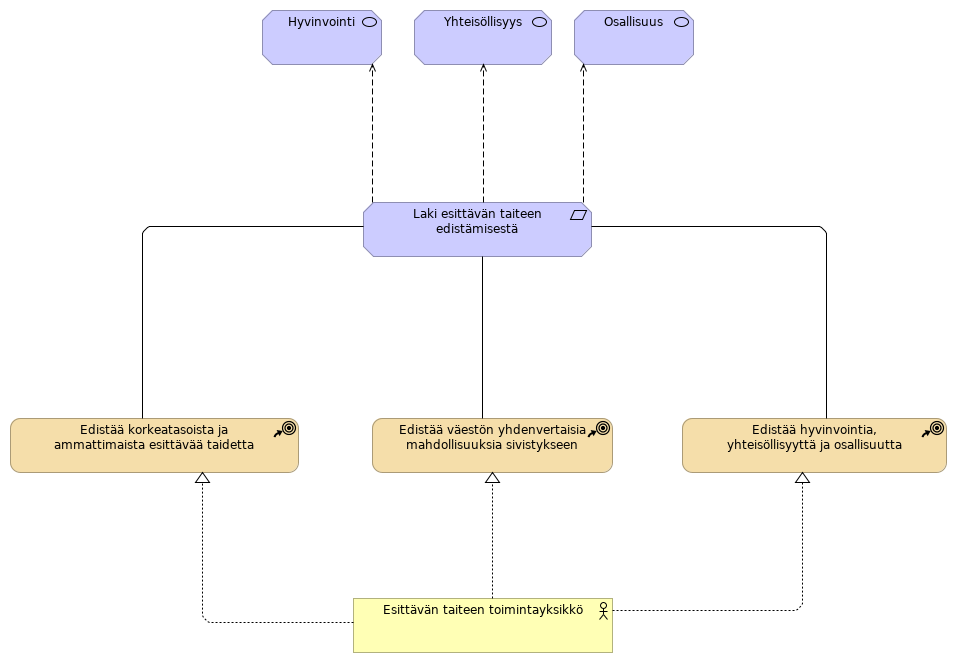 Hyvinvointi
Yhteisöllisyys
Osallisuus
Laki esittävän taiteen
edistämisestä
Edistää korkeatasoista ja
ammattimaista esittävää taidetta
Edistää väestön yhdenvertaisia
mahdollisuuksia sivistykseen
Edistää hyvinvointia,
yhteisöllisyyttä ja osallisuutta
Esittävän taiteen toimintayksikkö